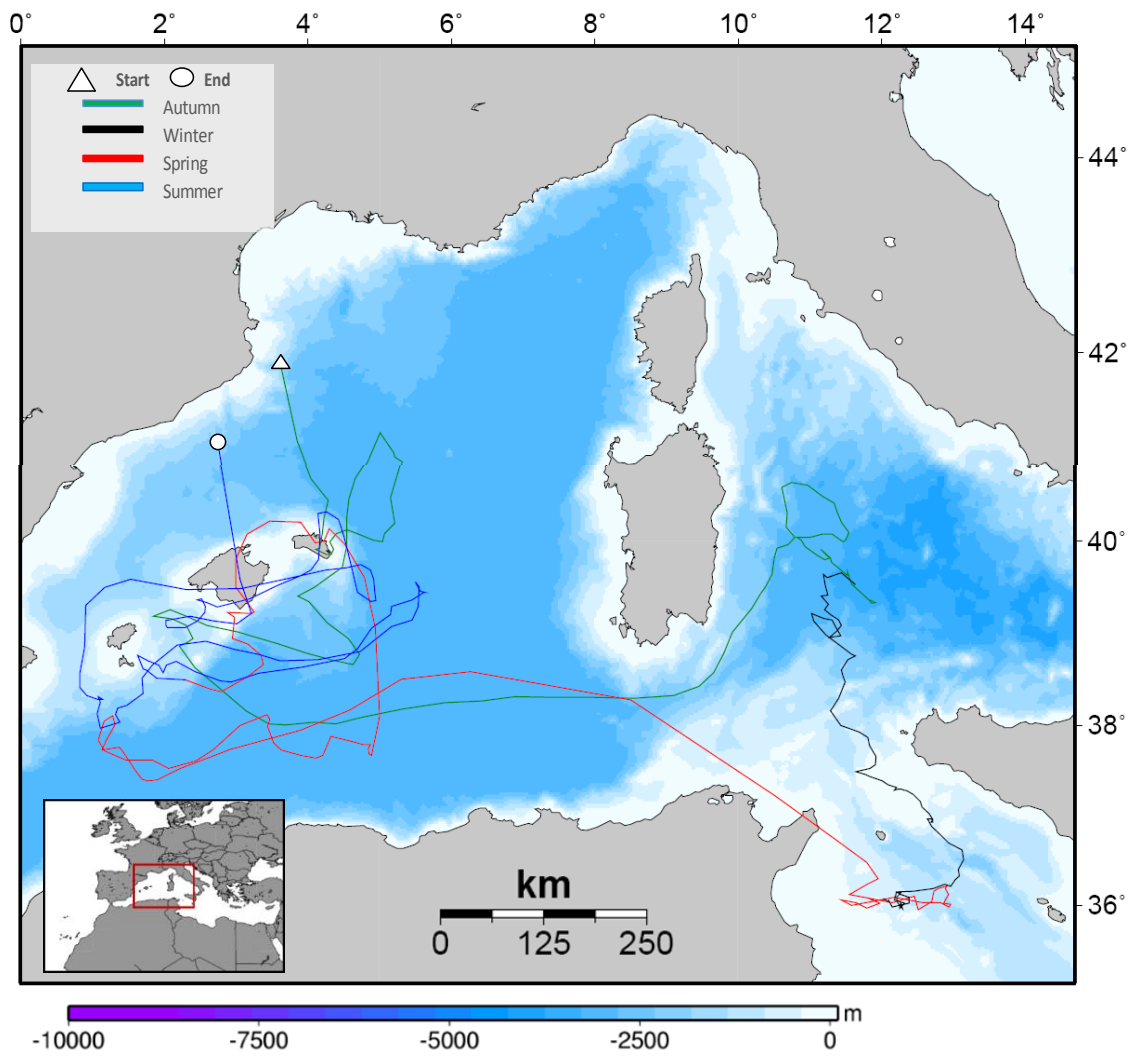 0° 2° 4° 6° 8° 10° 12° 14°
Start End
Autumn
Winter
Spring
Summer
44°
42°
40°
38°
36°
km
0 125 250
-10000 -7500 -5000 -2500 0 m